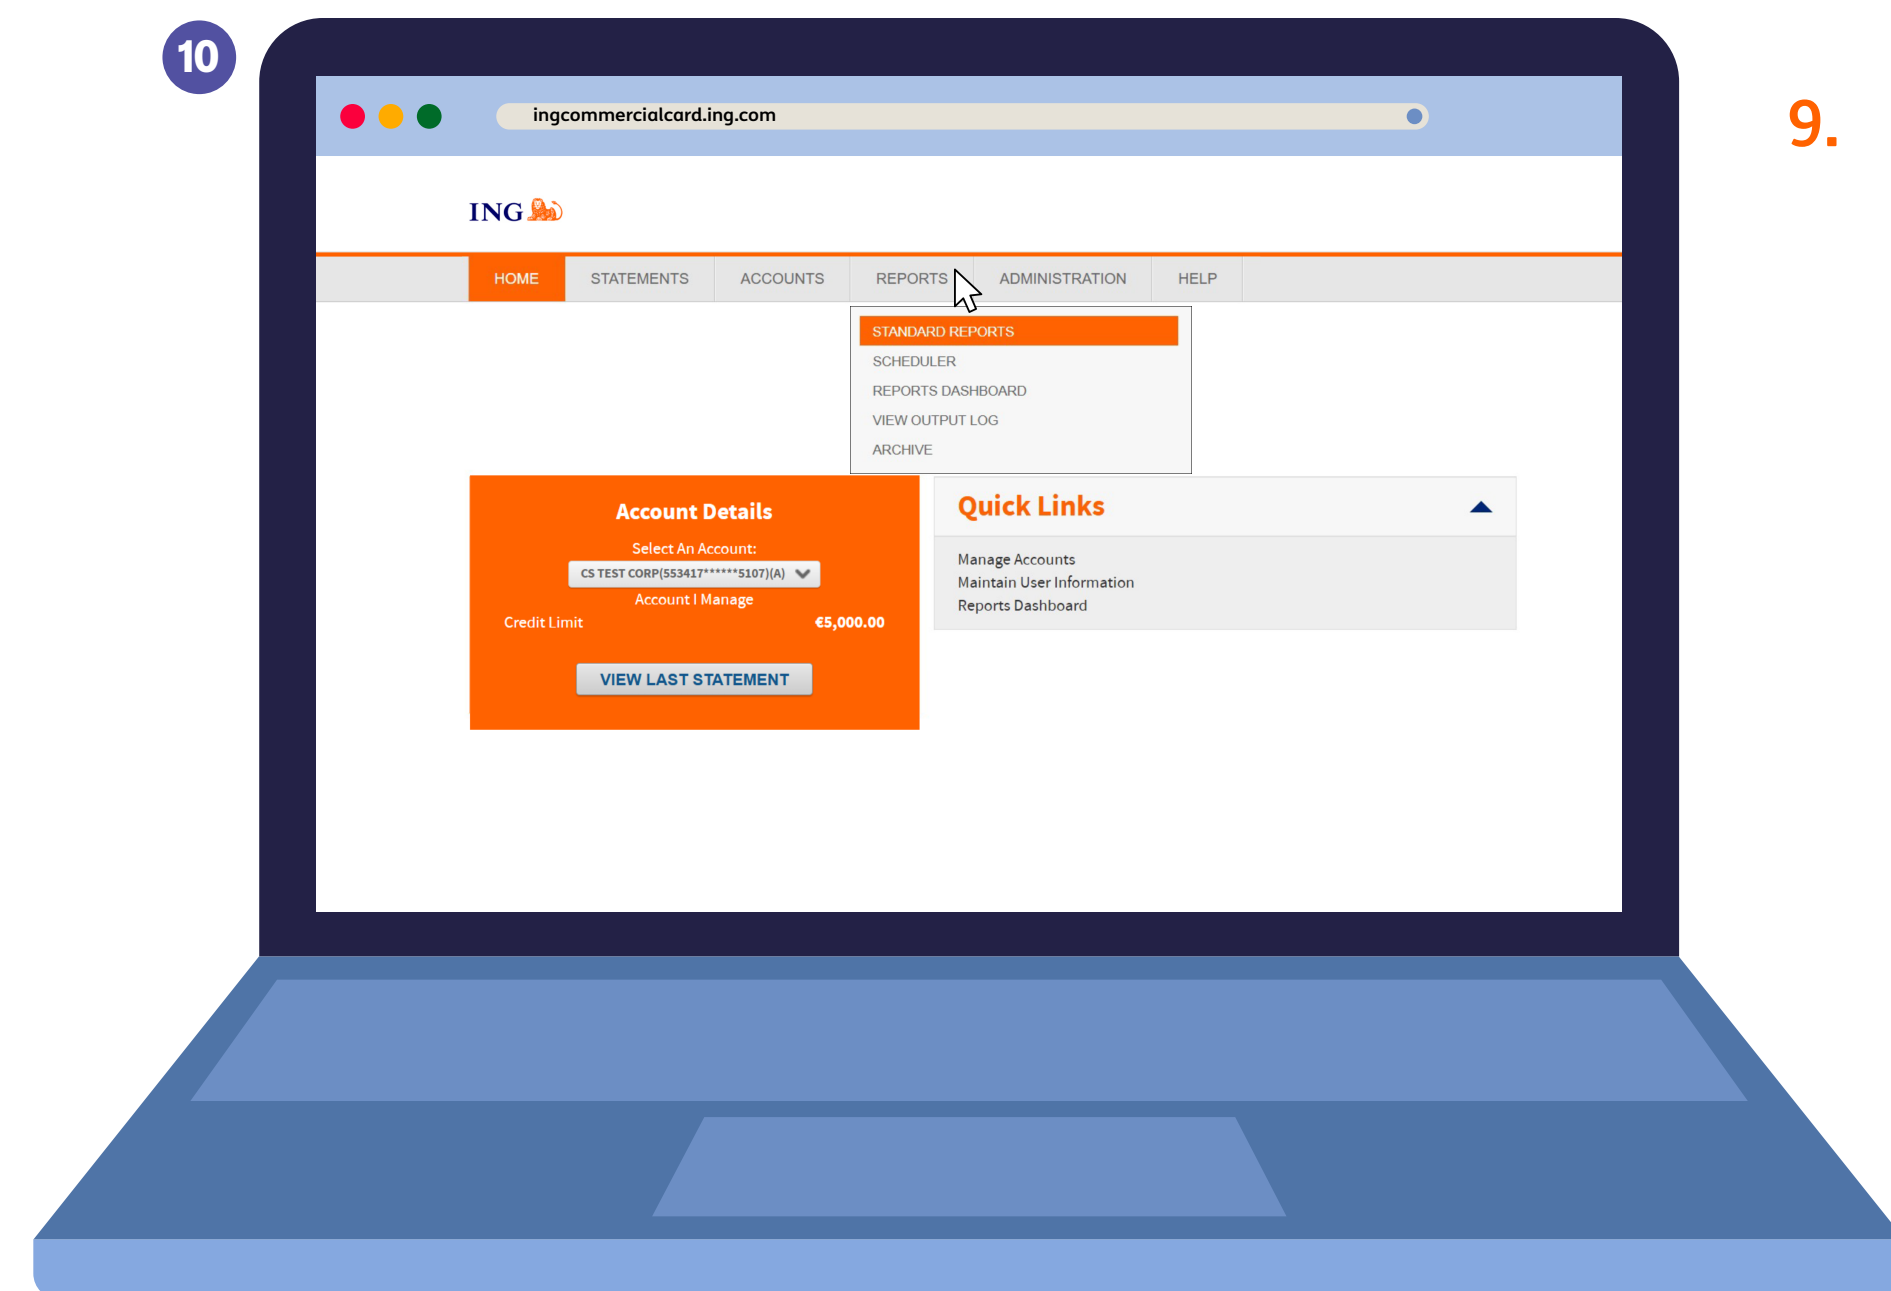 10
ingcommercialcard.ing.com
9.
ING
HOME STATEMENTS ACCOUNTS REPORTS ADMINISTRATION HELP
STANDARD REPORTS
SCHEDULER
REPORTS DASHBOARD
VIEW OUTPUT LOG
ARCHIVE
Account Details
Select An Account:
CS TEST CORP(553417******5107)(A)
Account I Manage
Credit Limit €5,000.00
VIEW LAST STATEMENT
Quick Links
Manage Accounts
Maintain User Information
Reports Dashboard